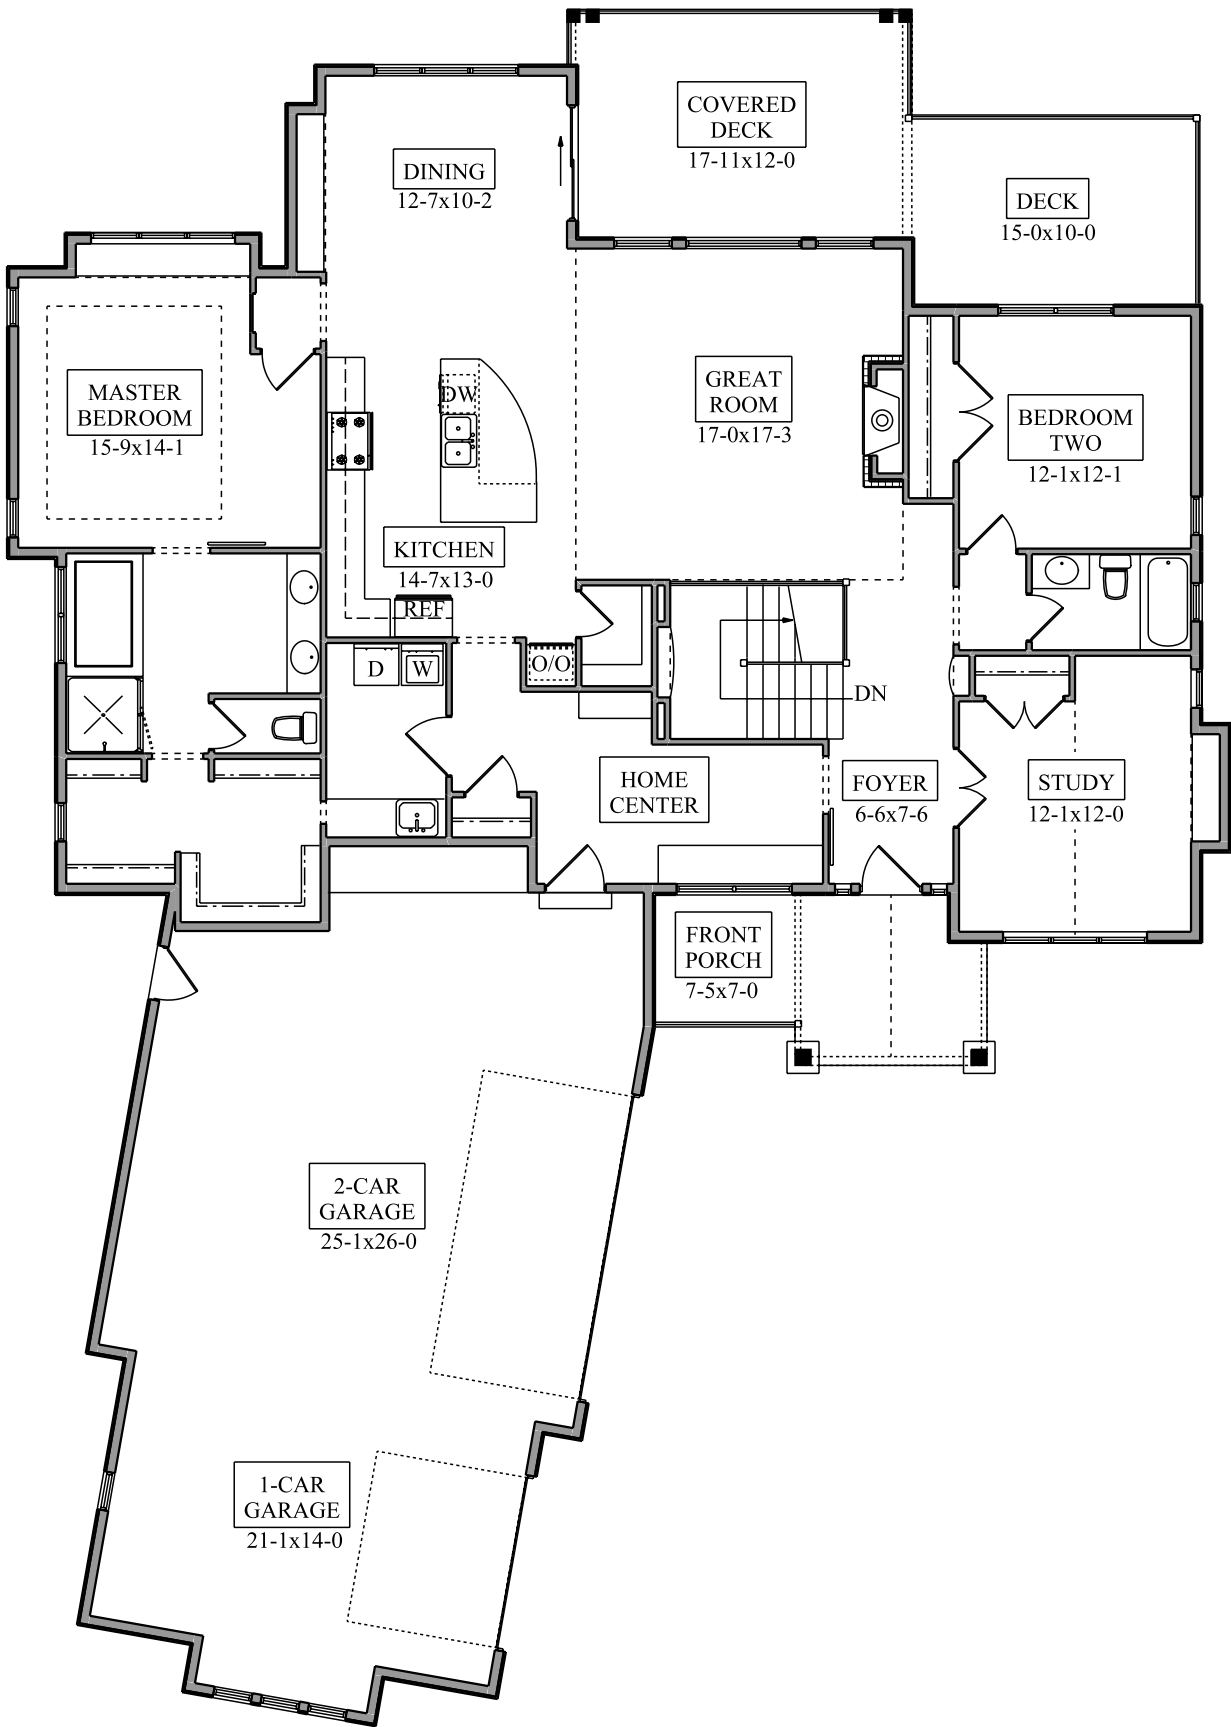 COVERED
DECK
17-11x12-0
DINING
12-7x10-2
DECK
15-0x10-0
MASTER
BEDROOM
15-9x14-1
DW
GREAT
ROOM
17-0x17-3
BEDROOM
TWO
12-1x12-1
KITCHEN
14-7x13-0
REF
D
W
O/O
DN
HOME
CENTER
FOYER
6-6x7-6
STUDY
12-1x12-0
FRONT
PORCH
7-5x7-0
2-CAR
GARAGE
25-1x26-0
1-CAR
GARAGE
21-1x14-0